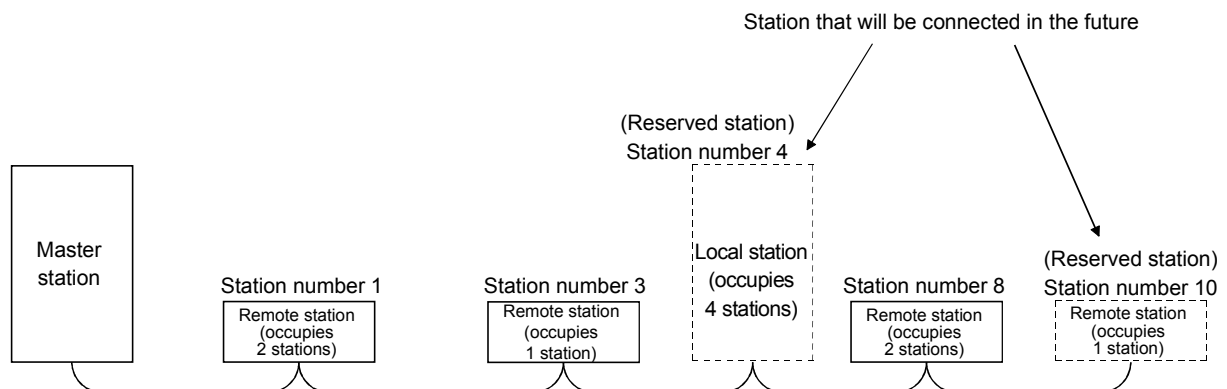 Station that will be connected in the future
(Reserved station)
Station number 4
Master
station
Station number 1
Remote station
(occupies
2 stations)
Station number 3
Remote station
(occupies
1 station)
Local station
(occupies
4 stations)
Station number 8
Remote station
(occupies
2 stations)
(Reserved station)
Station number 10
Remote station
(occupies
1 station)